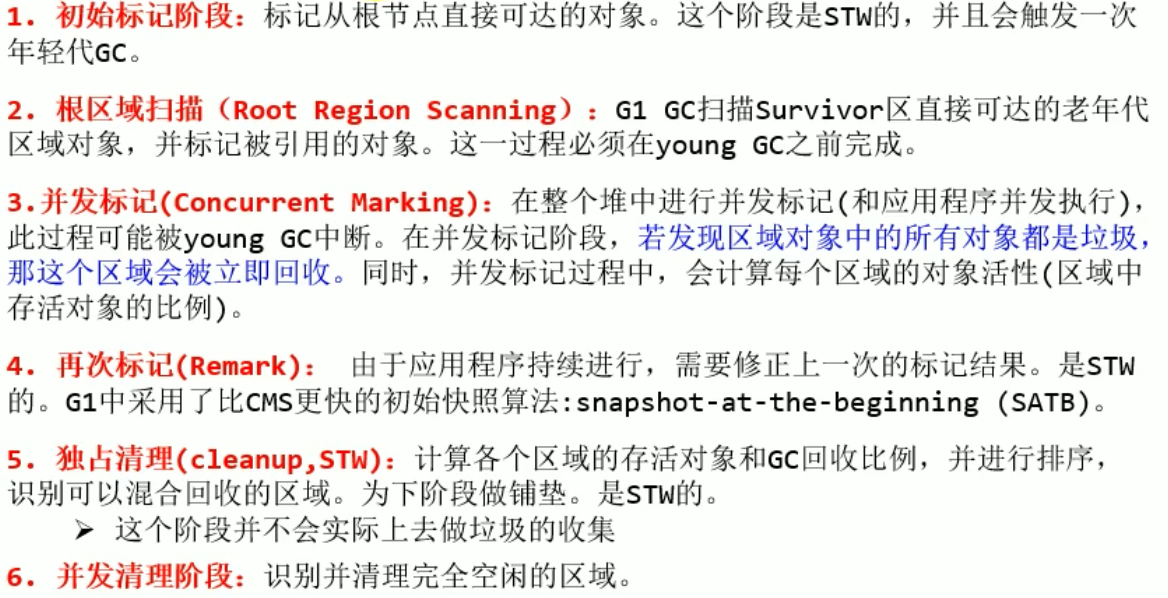 1. 初始标记阶段：标记从根节点直接可达的对象。这个阶段是STW的，并且会触发一次
年轻代GC。
2. 根区域扫描（Root Region Scanning）：G1 GC扫描Survivor区直接可达的老年代
区域对象，并标记被引用的对象。这一过程必须在young GC之前完成。
3.并发标记(Concurrent Marking)：在整个堆中进行并发标记(和应用程序并发执行)，
此过程可能被young GC中断。在并发标记阶段，若发现区域对象中的所有对象都是垃圾，
那这个区域会被立即回收。同时，并发标记过程中，会计算每个区域的对象活性(区域中
存活对象的比例)。
4. 再次标记(Remark)： 由于应用程序持续进行，需要修正上一次的标记结果。是STW
的。G1中采用了比CMS更快的初始快照算法:snapshot-at-the-beginning (SATB)。
5. 独占清理(cleanup,STW)：计算各个区域的存活对象和GC回收比例，并进行排序，
识别可以混合回收的区域。为下阶段做铺垫。是STW的。
➢ 这个阶段并不会实际上去做垃圾的收集
6. 并发清理阶段：识别并清理完全空闲的区域。